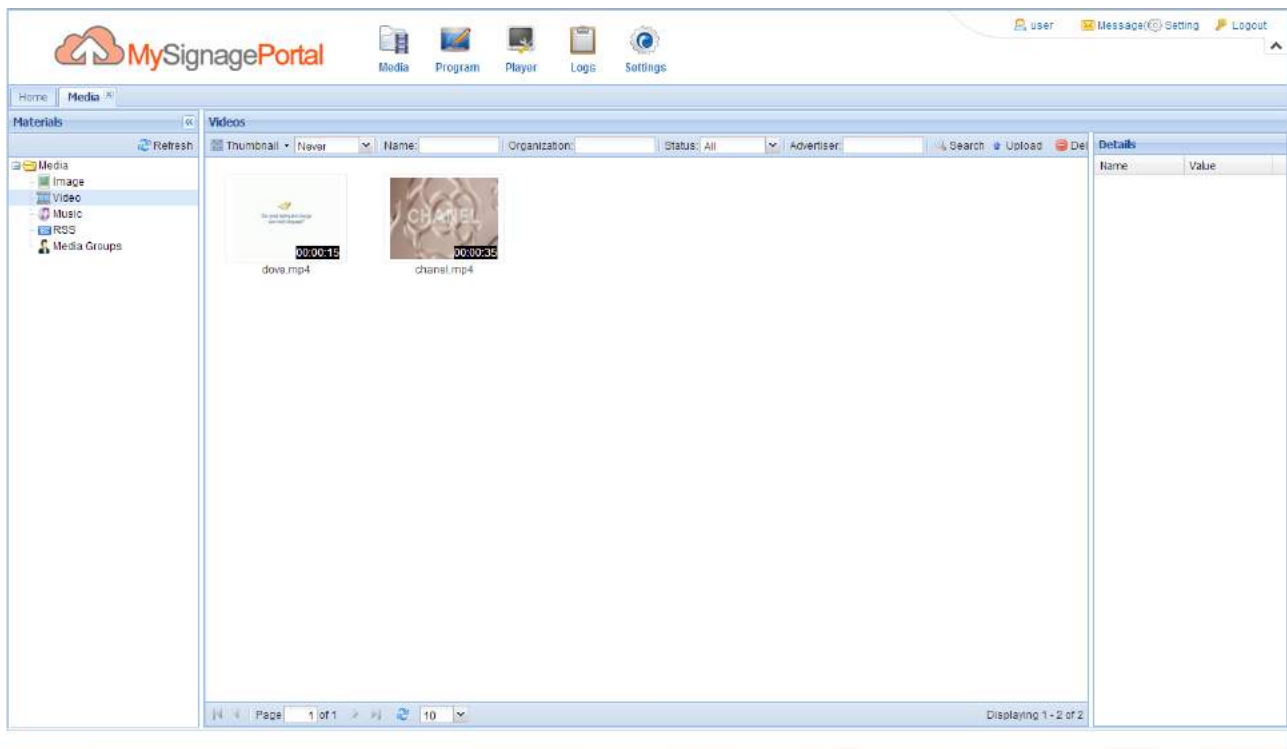 user Message( Setting Logout
MySignagePortal
Media Program Player Logs Settings
Home Media
Materials
Refresh
Media
Image
Video
Music
RSS
Media Groups
Videos
Thumbnail Never Name: Organization: Status: All Advertiser: Search Upload Del
CHANEL
00:00:15
00:00:35
dove.mp4
chanel.mp4
Details
Name Value
Page 1 of 1 10 Displaying 1 - 2 of 2